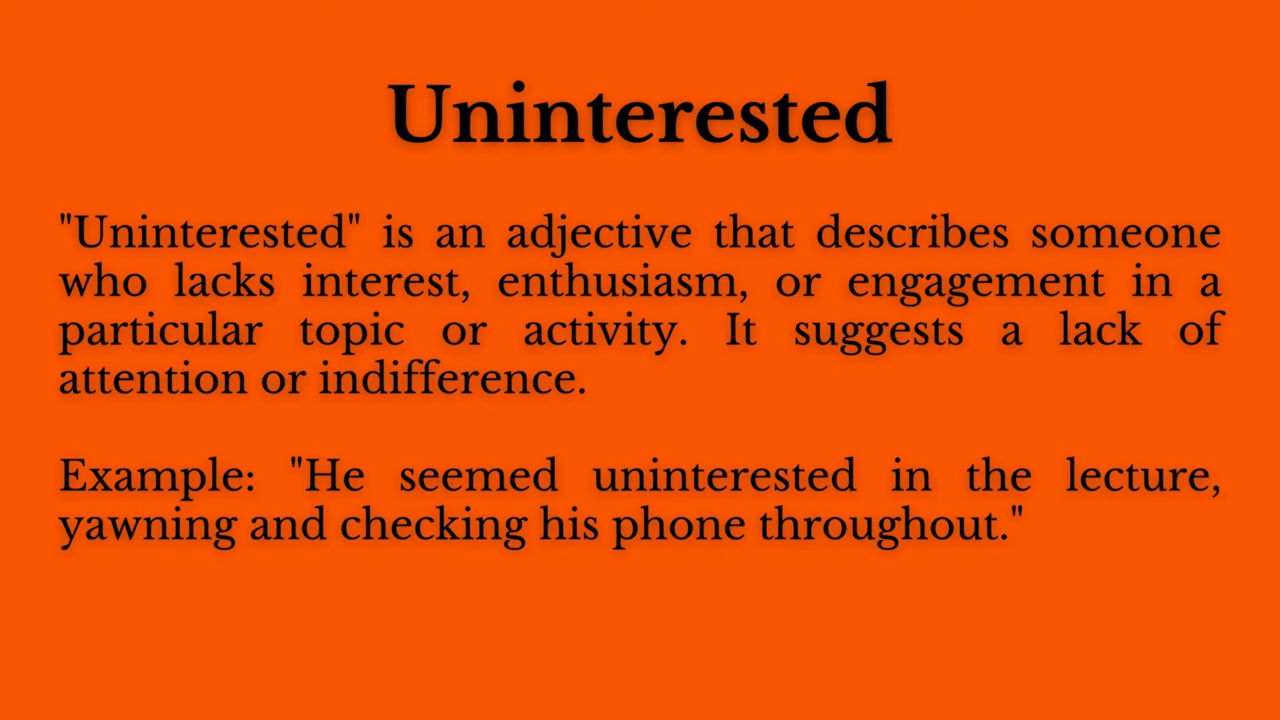 Uninterested
"Uninterested" is an adjective that describes someone
who lacks interest, enthusiasm, or engagement in a
particular topic or activity. It suggests a lack of
attention or indifference.
Example: "He seemed uninterested in the lecture,
yawning and checking his phone throughout."